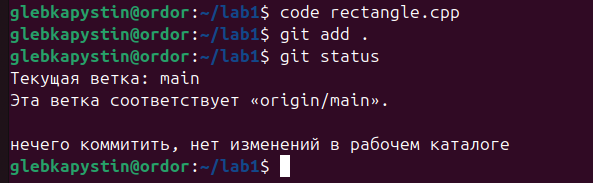 glebkapystin@ordor:~/lab1$ code rectangle.cpp
glebkapystin@ordor:~/lab1$ git add .
glebkapystin@ordor:~/lab1$ git status
Текущая ветка: main
Эта ветка соответствует «origin/main».
нечего коммитить, нет изменений в рабочем каталоге
glebkapystin@ordor:~/lab1$